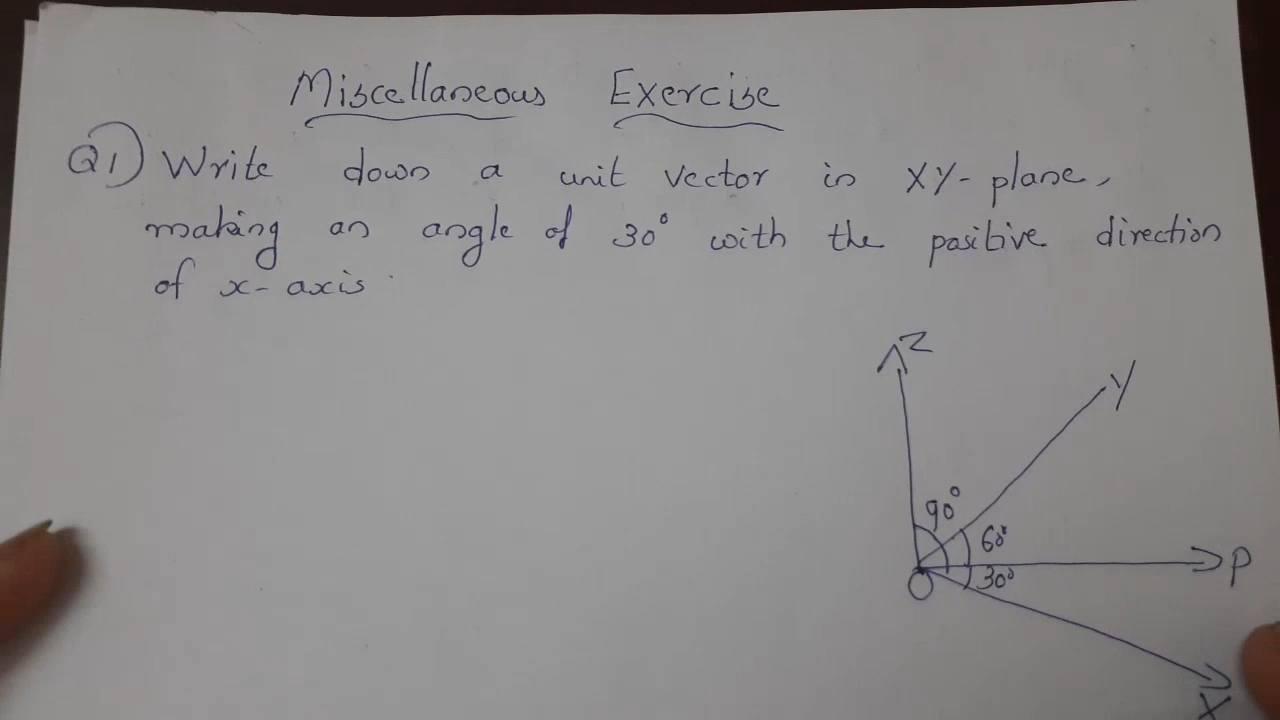 Miscellaneous Exercise
Q1) Write down a unit vector in XY-plane,
making an angle of 30° with the pasitive direction
of x-axis.
Z
Y
90°
60°
P
30°
O
X